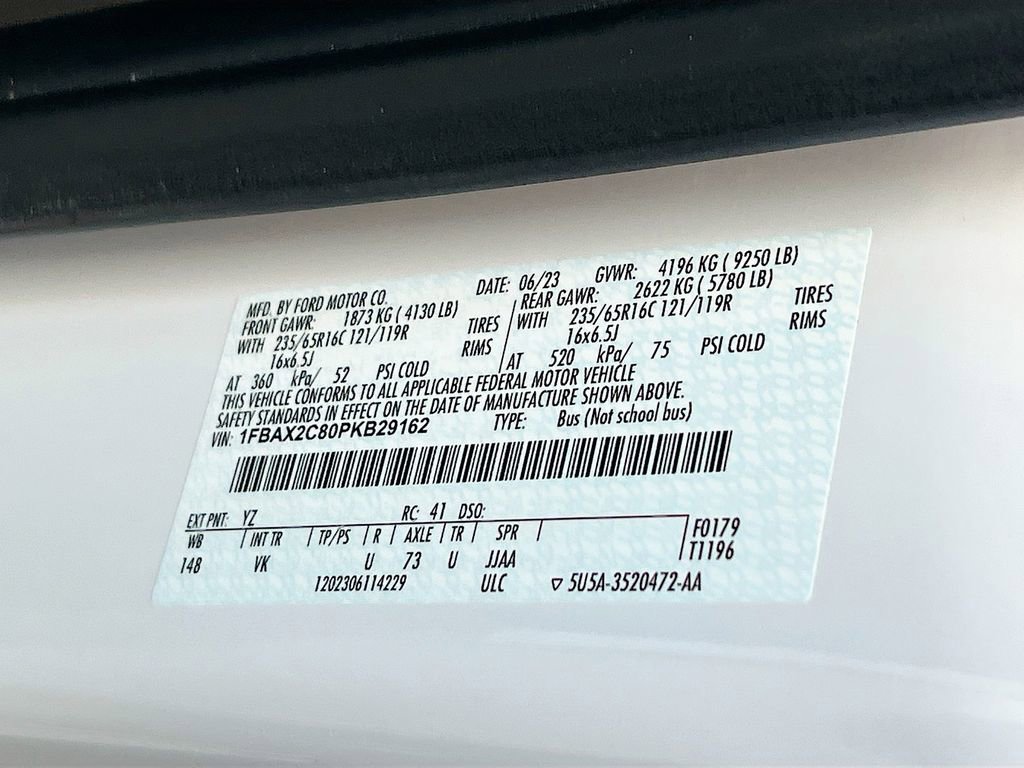 MFD. BY FORD MOTOR CO. DATE: 06/23 GVWR: 4196 KG ( 9250 LB)
FRONT GAWR: 1873 KG ( 4130 LB) REAR GAWR: 2622 KG ( 5780 LB)
WITH 235/65R16C 121/119R TIRES WITH 235/65R16C 121/119R TIRES
16x6.5J RIMS 16x6.5J RIMS
AT 360 kPa/ 52 PSI COLD AT 520 kPa/ 75 PSI COLD
THIS VEHICLE CONFORMS TO ALL APPLICABLE FEDERAL MOTOR VEHICLE
SAFETY STANDARDS IN EFFECT ON THE DATE OF MANUFACTURE SHOWN ABOVE.
VIN: 1FBAX2C80PKB29162 TYPE: Bus (Not school bus)
EXT PNT: YZ RC: 41 DSO:
WB INT TR TP/PS R AXLE TR SPR F0179
148 VK U 73 U JJAA T1196
1202306114229 ULC ▽ 5U5A-3520472-AA